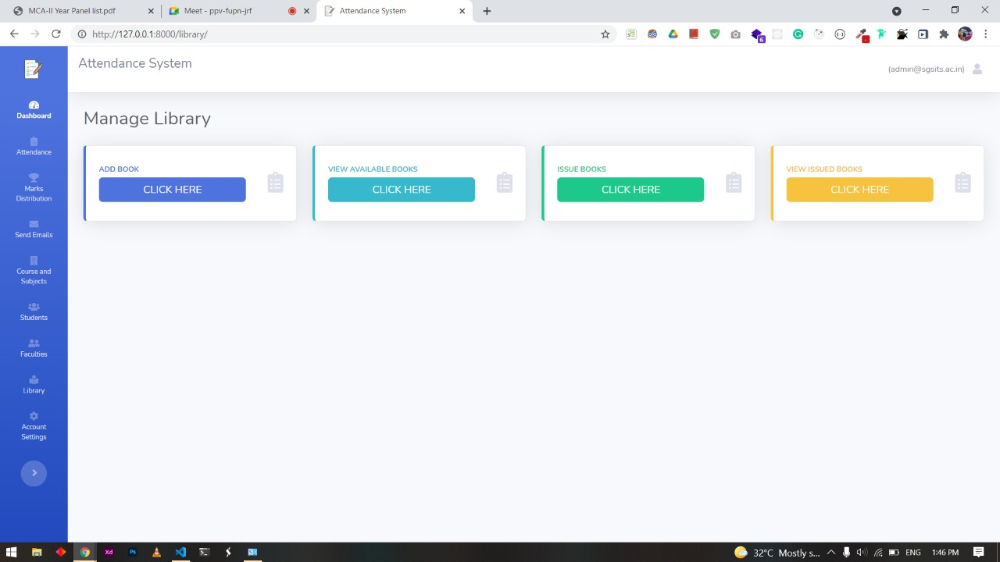 MCA-II Year Panel list.pdf
Meet - ppv-fupn-jrf
Attendance System
http://127.0.0.1:8000/library/
6
Attendance System
(admin@sgsits.ac.in)
Dashboard
Attendance
Marks
Distribution
Send Emails
Course and
Subjects
Students
Faculties
Library
Account
Settings
Manage Library
ADD BOOK
CLICK HERE
VIEW AVAILABLE BOOKS
CLICK HERE
ISSUE BOOKS
CLICK HERE
VIEW ISSUED BOOKS
CLICK HERE
Xd
Ps
32°C Mostly s...
ENG
1:46 PM